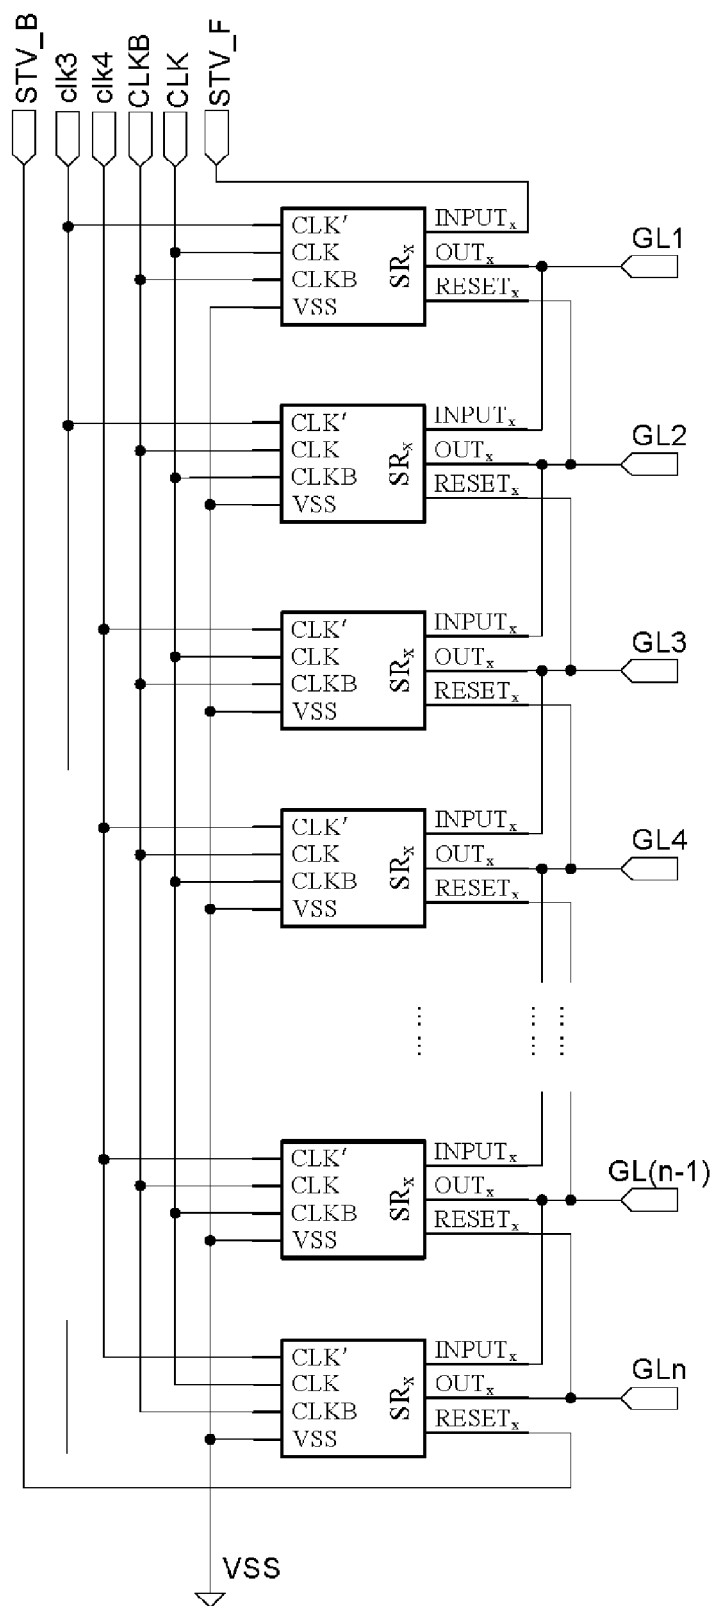 STV_B
clk3
clk4
CLKB
CLK
STV_F
CLK'
CLK
CLKB
VSS
SRx
INPUTx
OUTx
RESETx
GL1
CLK'
CLK
CLKB
VSS
SRx
INPUTx
OUTx
RESETx
GL2
CLK'
CLK
CLKB
VSS
SRx
INPUTx
OUTx
RESETx
GL3
CLK'
CLK
CLKB
VSS
SRx
INPUTx
OUTx
RESETx
GL4
CLK'
CLK
CLKB
VSS
SRx
INPUTx
OUTx
RESETx
GL(n-1)
CLK'
CLK
CLKB
VSS
SRx
INPUTx
OUTx
RESETx
GLn
VSS